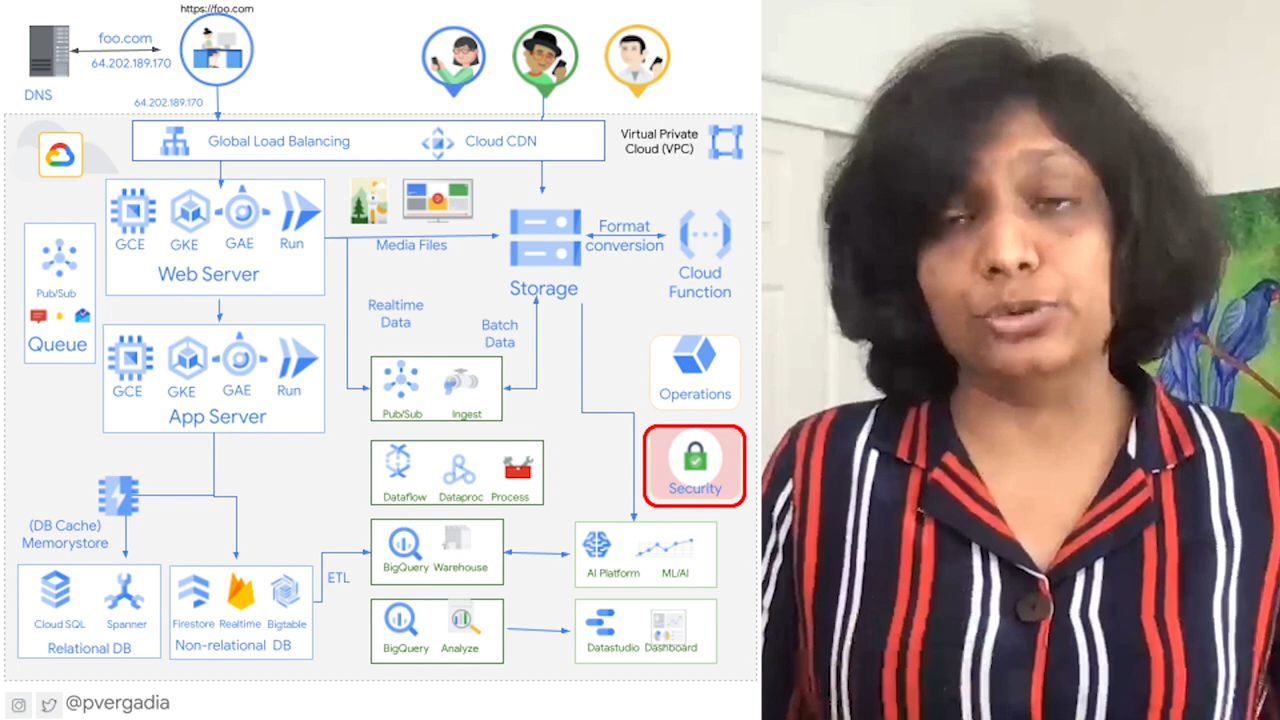 https://foo.com
foo.com
64.202.189.170
DNS
64.202.189.170
Global Load Balancing
Cloud CDN
Virtual Private
Cloud (VPC)
GCE
GKE
GAE
Run
Web Server
Media Files
Format
conversion
Storage
Cloud
Function
Pub/Sub
Queue
Realtime
Data
Batch
Data
GCE
GKE
GAE
Run
App Server
Pub/Sub
Ingest
Operations
Dataflow
Dataproc
Process
Security
(DB Cache)
Memorystore
BigQuery
Warehouse
AI Platform
ML/AI
ETL
Cloud SQL
Spanner
Relational DB
Firestore
Realtime
Bigtable
Non-relational DB
BigQuery
Analyze
Datastudio
Dashboard
@pvergadia